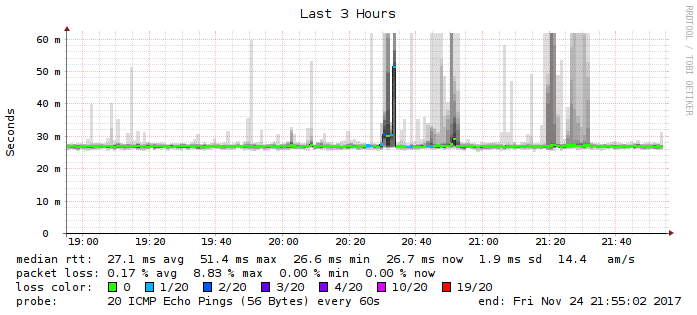 Last 3 Hours
RRDTOOL / TOBI OETIKER
Seconds
60 m
50 m
40 m
30 m
20 m
10 m
0
19:00 19:20 19:40 20:00 20:20 20:40 21:00 21:20 21:40
median rtt: 27.1 ms avg 51.4 ms max 26.6 ms min 26.7 ms now 1.9 ms sd 14.4 am/s
packet loss: 0.17 % avg 8.83 % max 0.00 % min 0.00 % now
loss color: 0 1/20 2/20 3/20 4/20 10/20 19/20
probe: 20 ICMP Echo Pings (56 Bytes) every 60s end: Fri Nov 24 21:55:02 2017